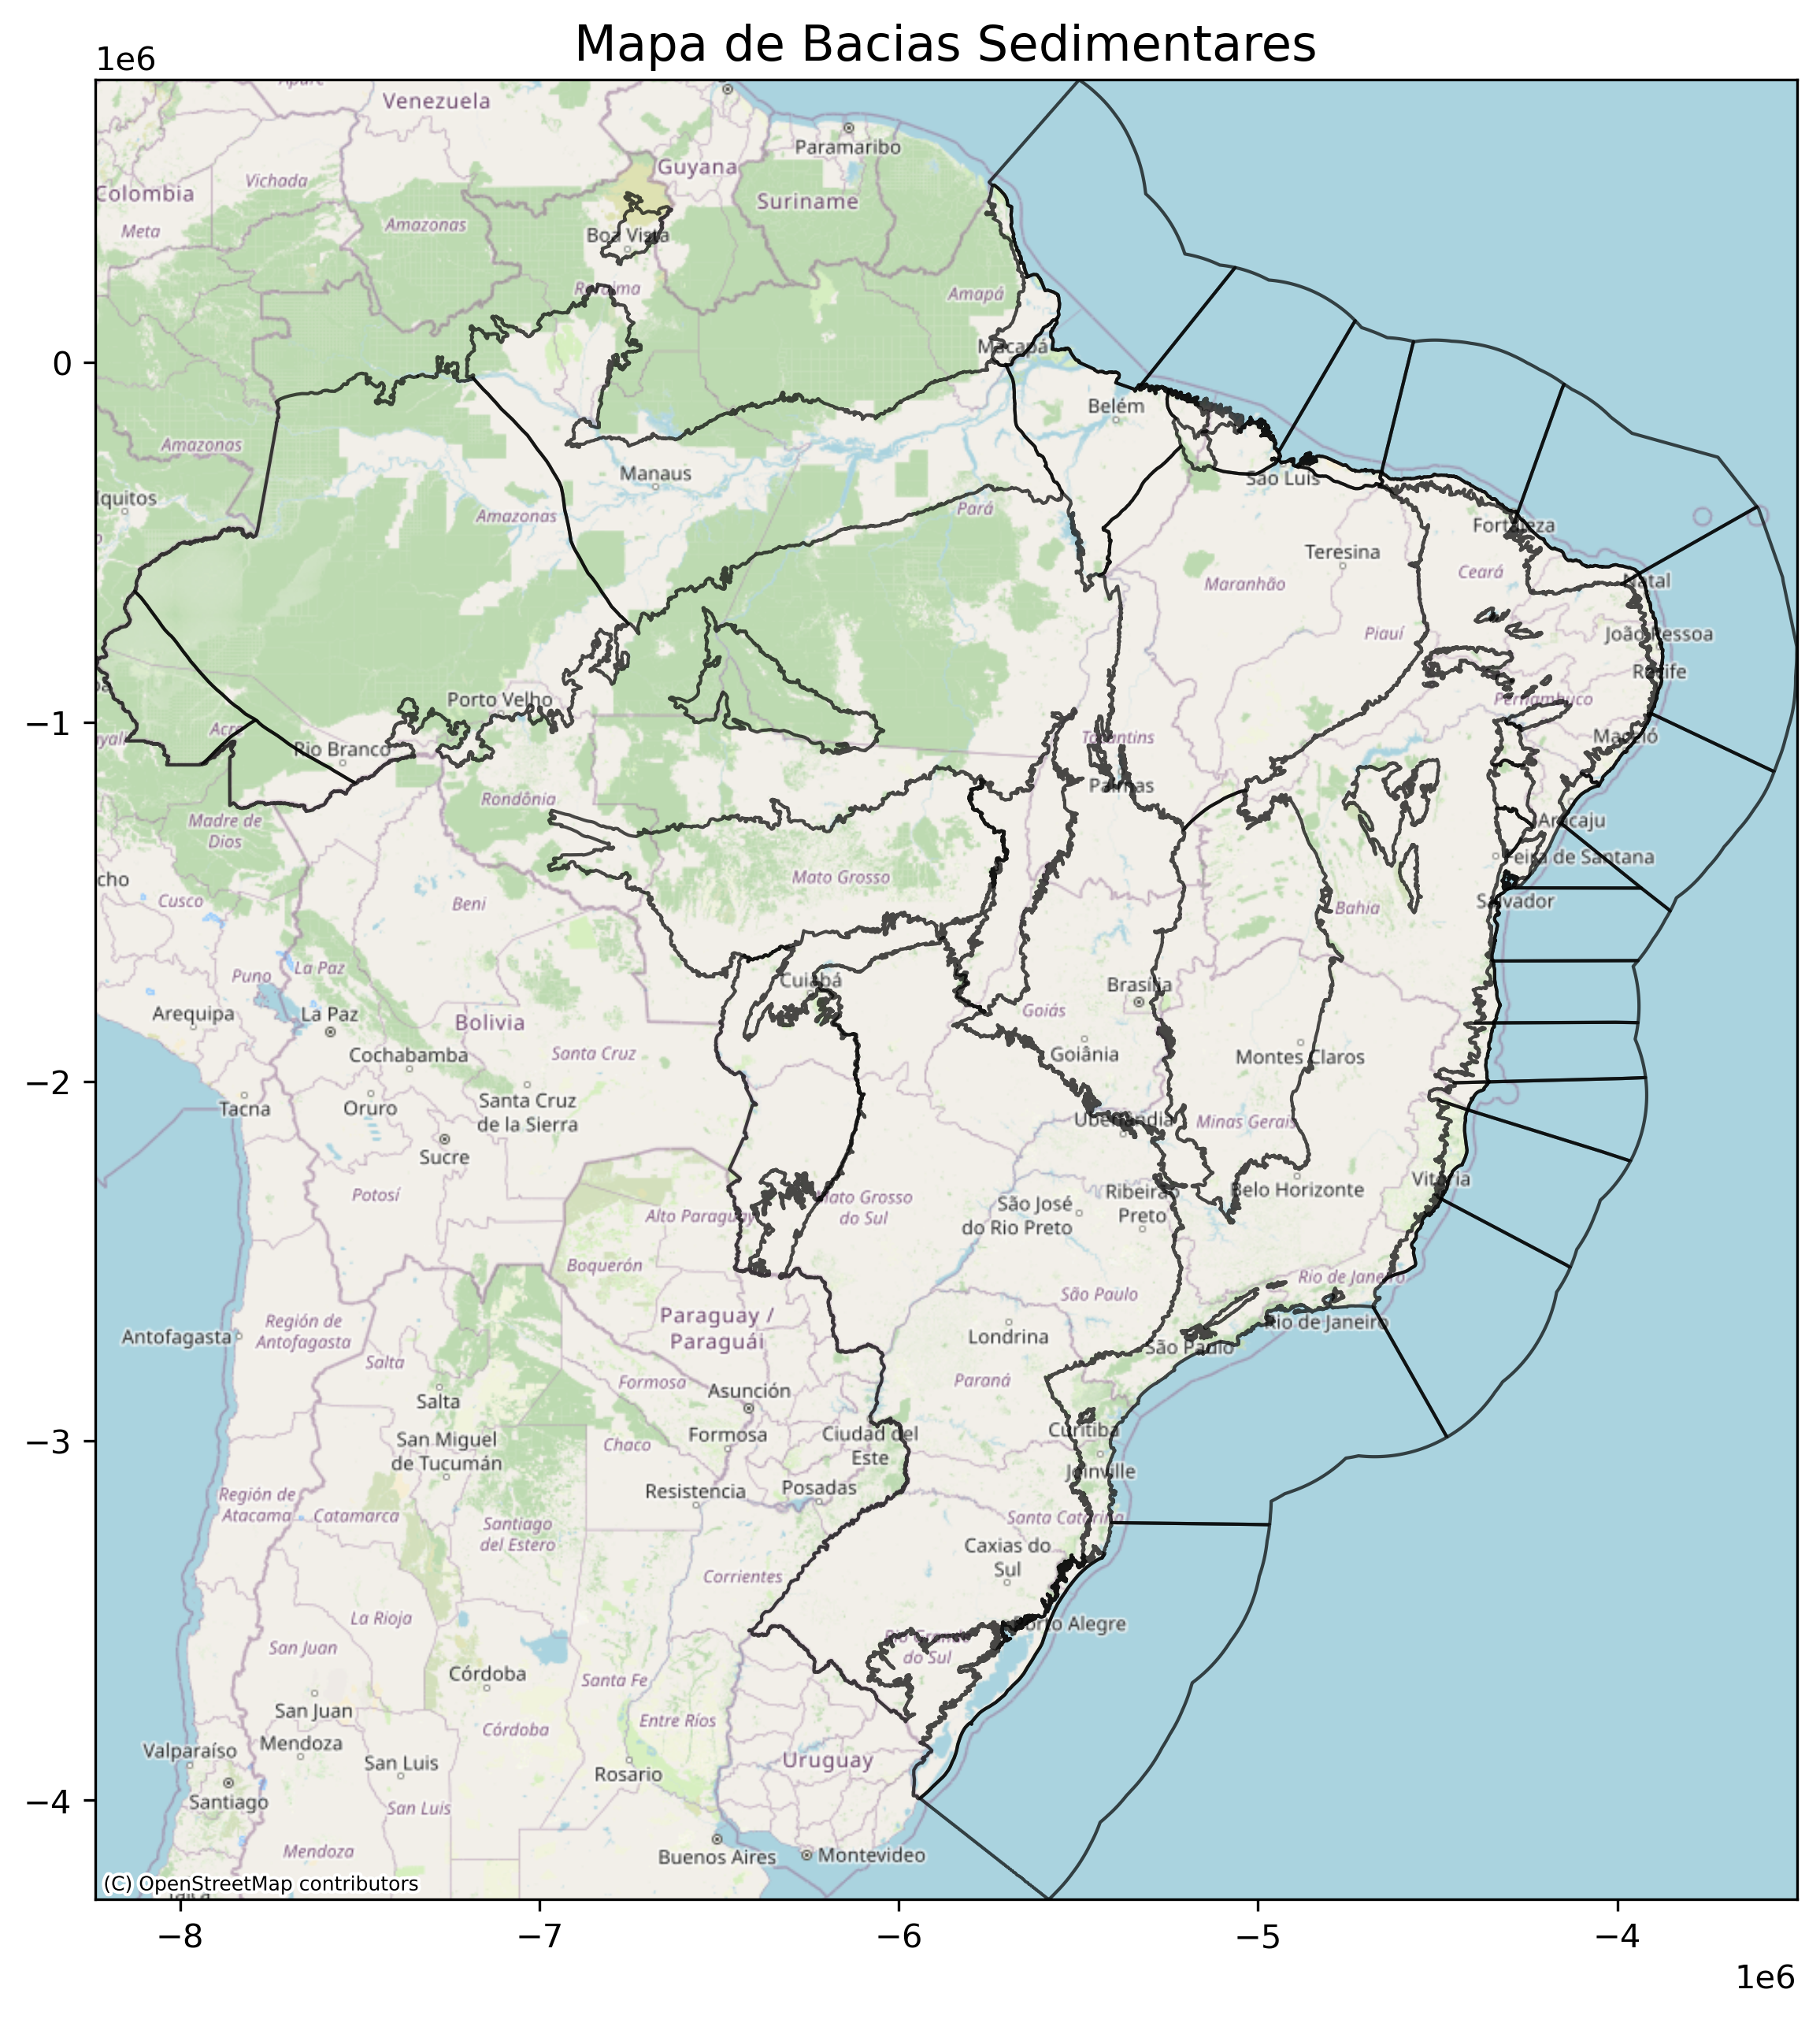 Mapa de Bacias Sedimentares
1e6
Venezuela
Paramaribo
Guyana
Colombia
Vichada
Suriname
Meta
Amazonas
Boa Vista
Roraima
Amapá
0
Macapá
Belém
Amazonas
Manaus
São Luís
Iquitos
Amazonas
Pará
Fortaleza
Teresina
Ceará
Maranhão
Natal
Piauí
João Pessoa
Recife
Porto Velho
Pernambuco
−1
Acre
Rio Branco
Tocantins
Maceió
Palmas
Rondônia
Madre de
Dios
Aracaju
Feira de Santana
Mato Grosso
Cusco
Beni
Bahia
Salvador
Puno
La Paz
Cuiabá
Brasília
Arequipa
La Paz
Bolivia
Goiás
Cochabamba
Santa Cruz
Goiânia
Montes Claros
−2
Tacna
Oruro
Santa Cruz
de la Sierra
Uberlândia
Minas Gerais
Sucre
Vitória
Potosí
Mato Grosso
do Sul
São José
do Rio Preto
Ribeirão
Preto
Belo Horizonte
Alto Paraguay
Boquerón
Rio de Janeiro
São Paulo
Antofagasta
Región de
Antofagasta
Paraguay /
Paraguái
Londrina
Rio de Janeiro
São Paulo
Salta
Formosa
Asunción
Paraná
Salta
−3
San Miguel
de Tucumán
Chaco
Formosa
Ciudad del
Este
Curitiba
Joinville
Resistencia
Posadas
Región de
Atacama
Catamarca
Santiago
del Estero
Santa Catarina
Caxias do
Sul
Corrientes
La Rioja
Porto Alegre
San Juan
Rio Grande
do Sul
Córdoba
Santa Fe
San Juan
Córdoba
Entre Ríos
Valparaíso
Mendoza
San Luis
Uruguay
Rosario
−4
Santiago
San Luis
Mendoza
Buenos Aires
Montevideo
(C) OpenStreetMap contributors
−8
−7
−6
−5
−4
1e6